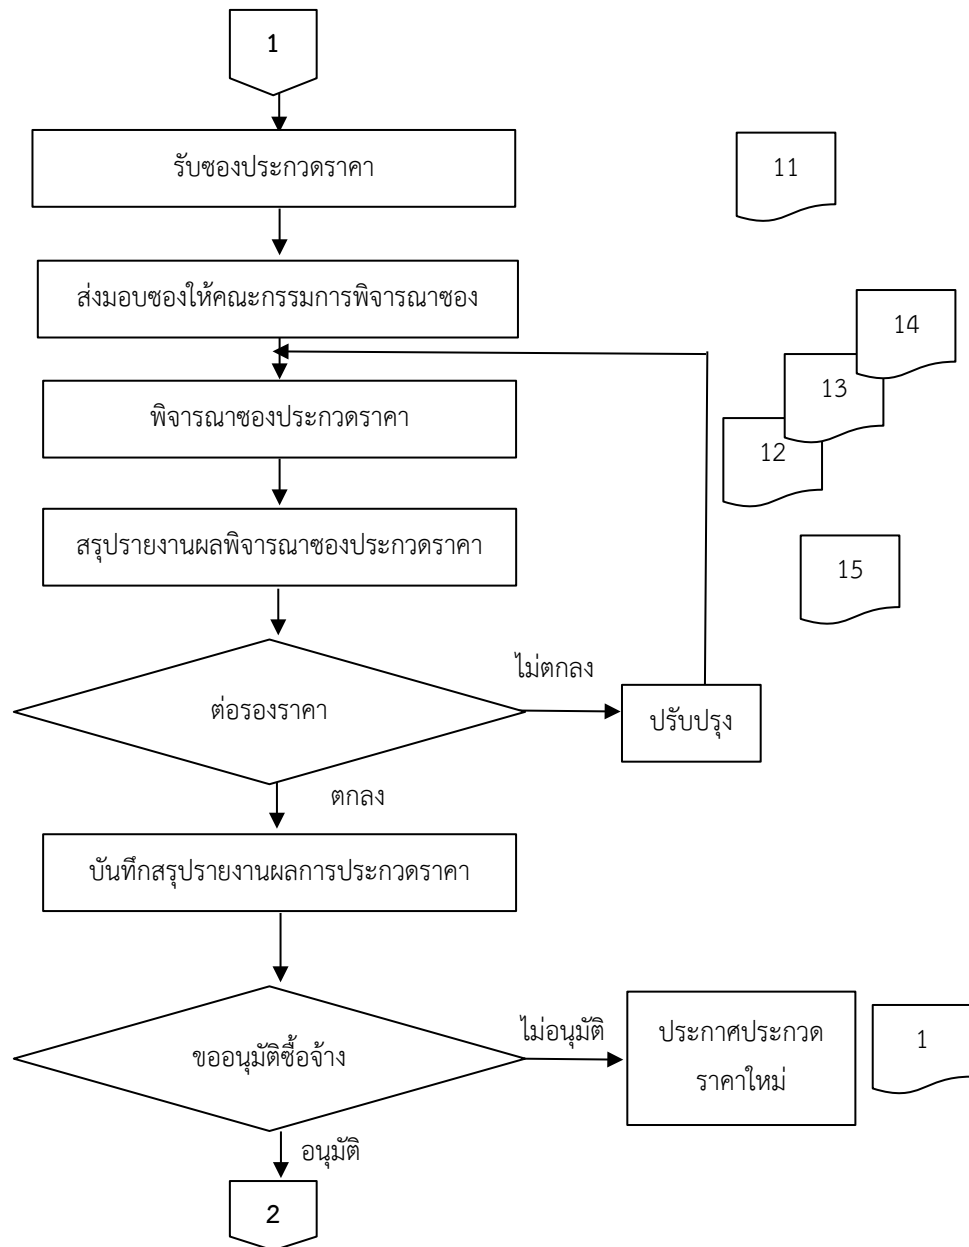 1
รับซองประกวดราคา
11
ส่งมอบซองให้คณะกรรมการพิจารณาซอง
14
13
พิจารณาซองประกวดราคา
12
สรุปรายงานผลพิจารณาซองประกวดราคา
15
ไม่ตกลง
ต่อรองราคา
ปรับปรุง
ตกลง
บันทึกสรุปรายงานผลการประกวดราคา
ไม่อนุมัติ
ขออนุมัติซื้อจ้าง
ประกาศประกวด
ราคาใหม่
1
อนุมัติ
2